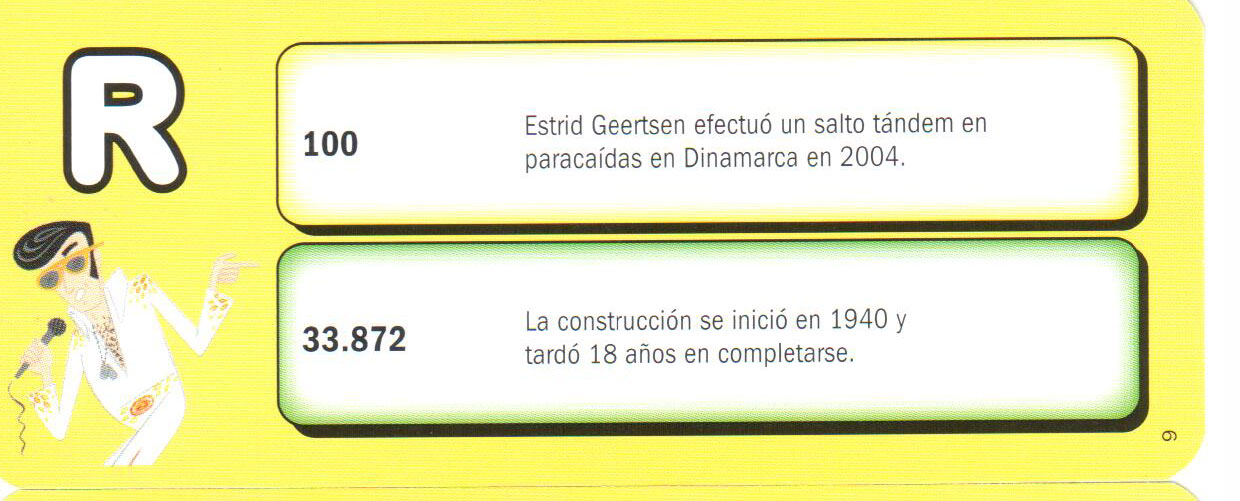 R
100
Estrid Geertsen efectuó un salto tándem en
paracaídas en Dinamarca en 2004.
33.872
La construcción se inició en 1940 y
tardó 18 años en completarse.
9